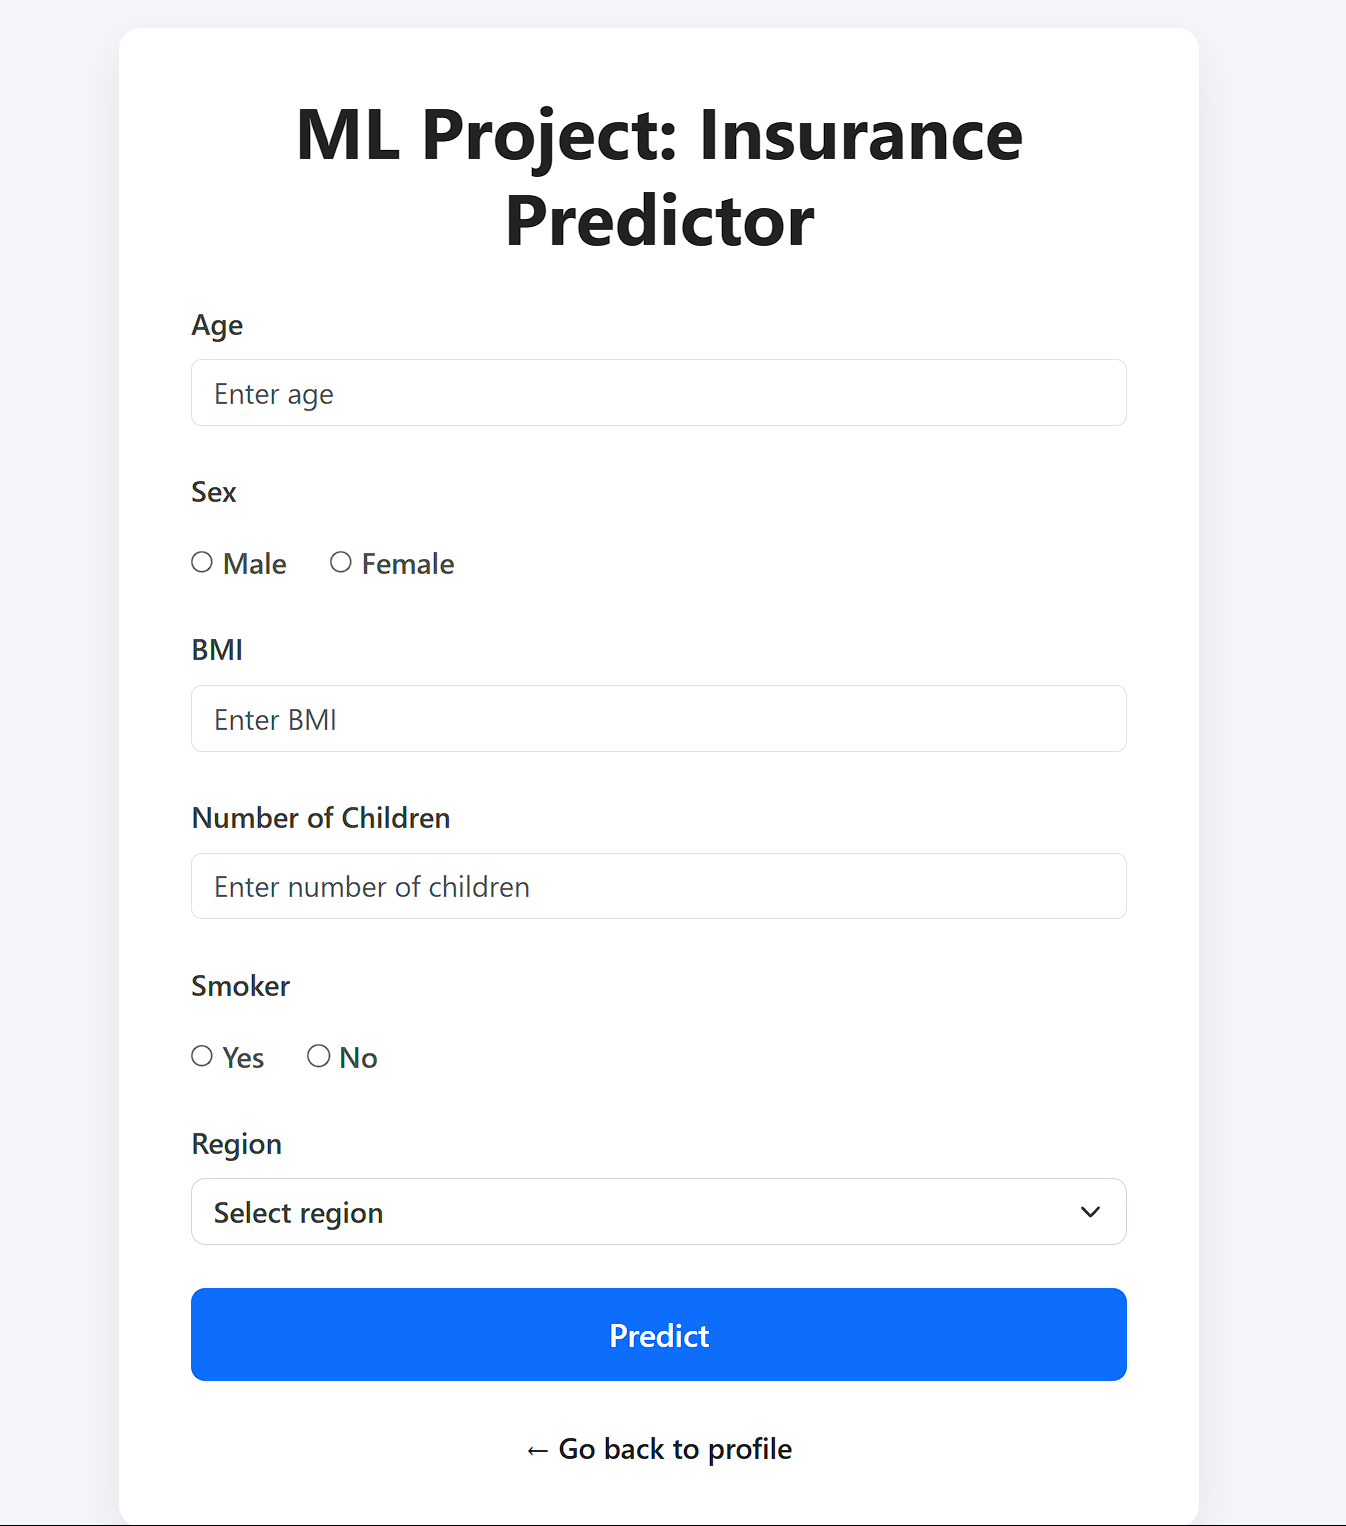 ML Project: Insurance
Predictor
Age
Enter age
Sex
Male Female
BMI
Enter BMI
Number of Children
Enter number of children
Smoker
Yes No
Region
Select region
Predict
← Go back to profile